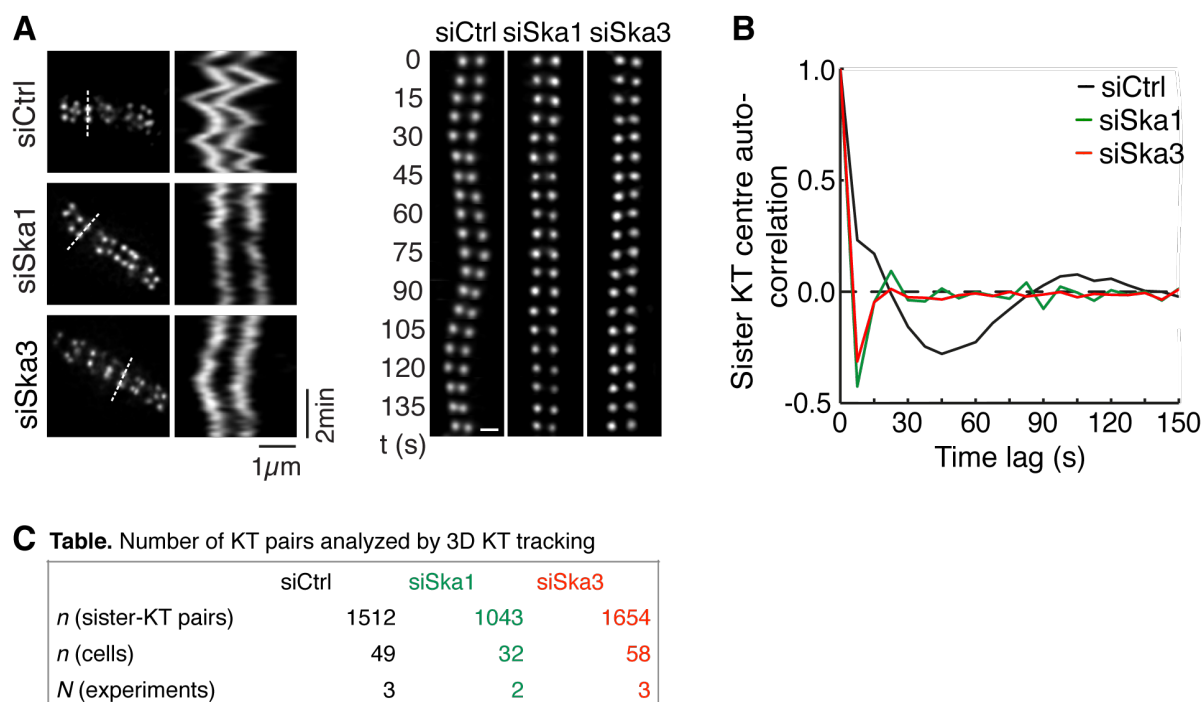 A
siCtrl
siSka1
siSka3
2min
1µm
siCtrl siSka1 siSka3
0
15
30
45
60
75
90
105
120
135
t (s)
B
Sister KT centre auto-
correlation
1.0
0.5
0.0
-0.5
siCtrl
siSka1
siSka3
0 30 60 90 120 150
Time lag (s)
C Table. Number of KT pairs analyzed by 3D KT tracking
siCtrl siSka1 siSka3
n (sister-KT pairs) 1512 1043 1654
n (cells) 49 32 58
N (experiments) 3 2 3